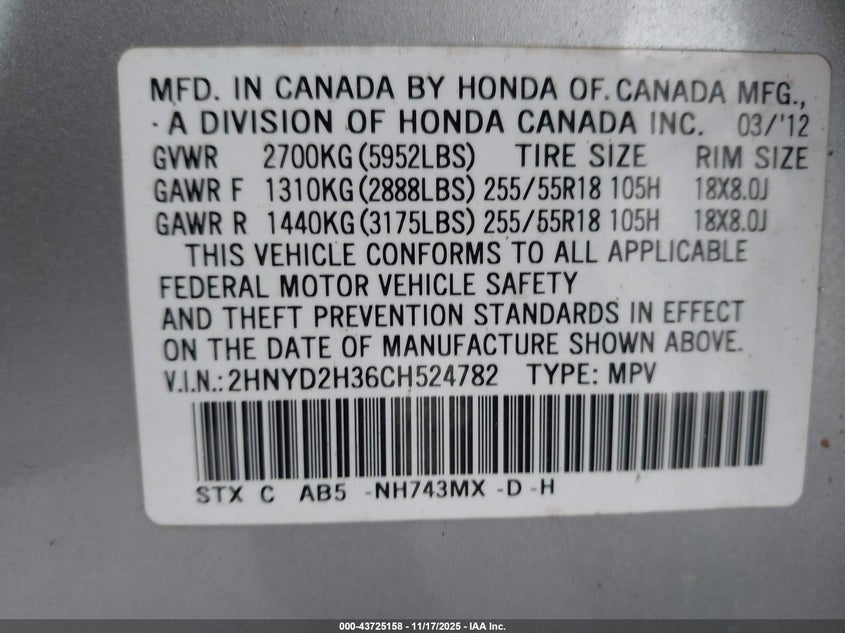 MFD. IN CANADA BY HONDA OF. CANADA MFG.,
· A DIVISION OF HONDA CANADA INC. 03/'12
GVWR 2700KG (5952LBS) TIRE SIZE RIM SIZE
GAWR F 1310KG (2888LBS) 255/55R18 105H 18X8.0J
GAWR R 1440KG (3175LBS) 255/55R18 105H 18X8.0J
THIS VEHICLE CONFORMS TO ALL APPLICABLE
FEDERAL MOTOR VEHICLE SAFETY
AND THEFT PREVENTION STANDARDS IN EFFECT
ON THE DATE OF MANUFACTURE SHOWN ABOVE.
V.I.N.: 2HNYD2H36CH524782 TYPE: MPV
STX C AB5 -NH743MX -D -H
000-43725158 - 11/17/2025 - IAA Inc.